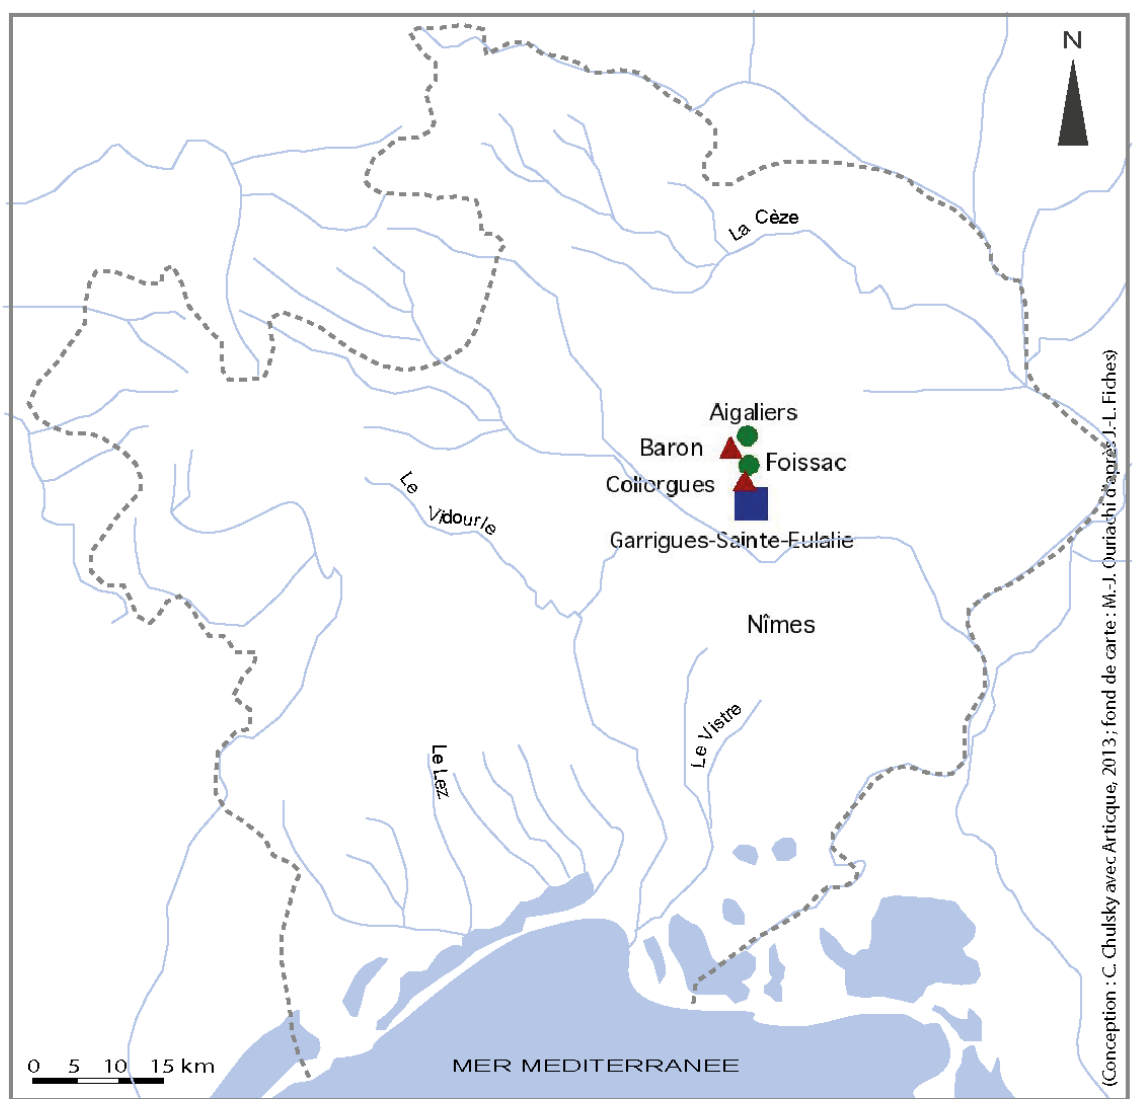 N
La Cèze
Aigaliers
Baron
Foissac
Collorgues
Le
Vidourle
Garrigues-Sainte-Eulalie
Nîmes
Le Vistre
Le Lez
0 5 10 15 km
MER MEDITERRANEE
(Conception : C. Chulsky avec Articque, 2013 ; fond de carte : M.-J. Ouriachi d'après J.-L. Fiches)